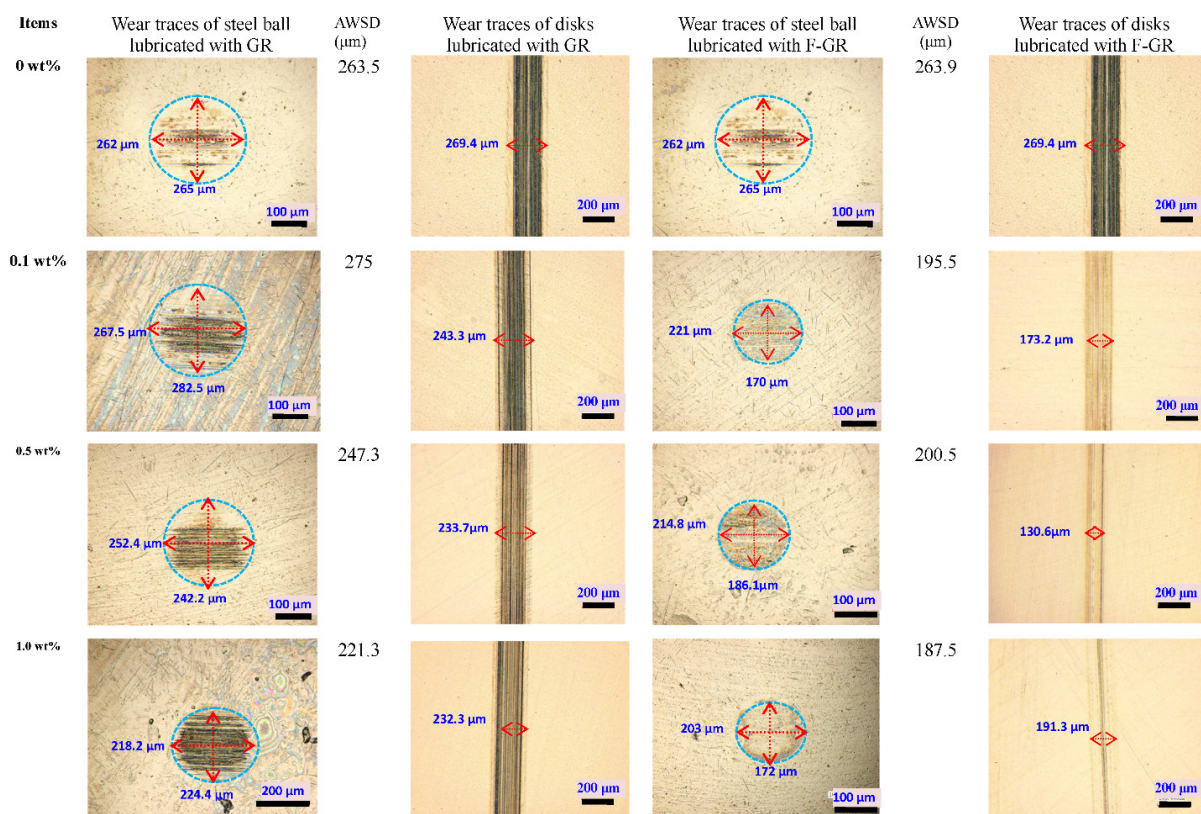 Items
Wear traces of steel ball
lubricated with GR
AWSD
(μm)
Wear traces of disks
lubricated with GR
Wear traces of steel ball
lubricated with F-GR
AWSD
(μm)
Wear traces of disks
lubricated with F-GR
0 wt%
262 μm
265 μm
100 μm
263.5
269.4 μm
200 μm
262 μm
265 μm
100 μm
263.9
269.4 μm
200 μm
0.1 wt%
267.5 μm
282.5 μm
100 μm
275
243.3 μm
200 μm
221 μm
170 μm
100 μm
195.5
173.2 μm
200 μm
0.5 wt%
252.4 μm
242.2 μm
100 μm
247.3
233.7μm
200 μm
214.8 μm
186.1μm
100 μm
200.5
130.6μm
200 μm
1.0 wt%
218.2 μm
224.4 μm
200 μm
221.3
232.3 μm
200 μm
203 μm
172 μm
100 μm
187.5
191.3 μm
200 μm